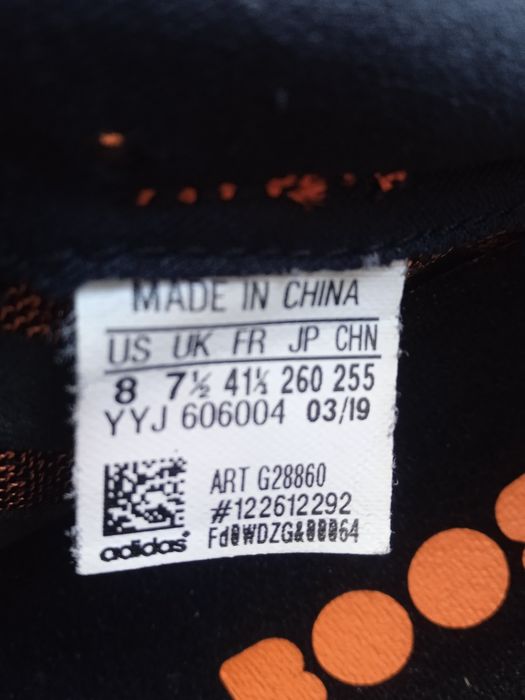 MADE IN CHINA
US UK FR JP CHN
8 7½ 41⅓ 260 255
YYJ 606004 03/19
ART G28860
#122612292
adidas